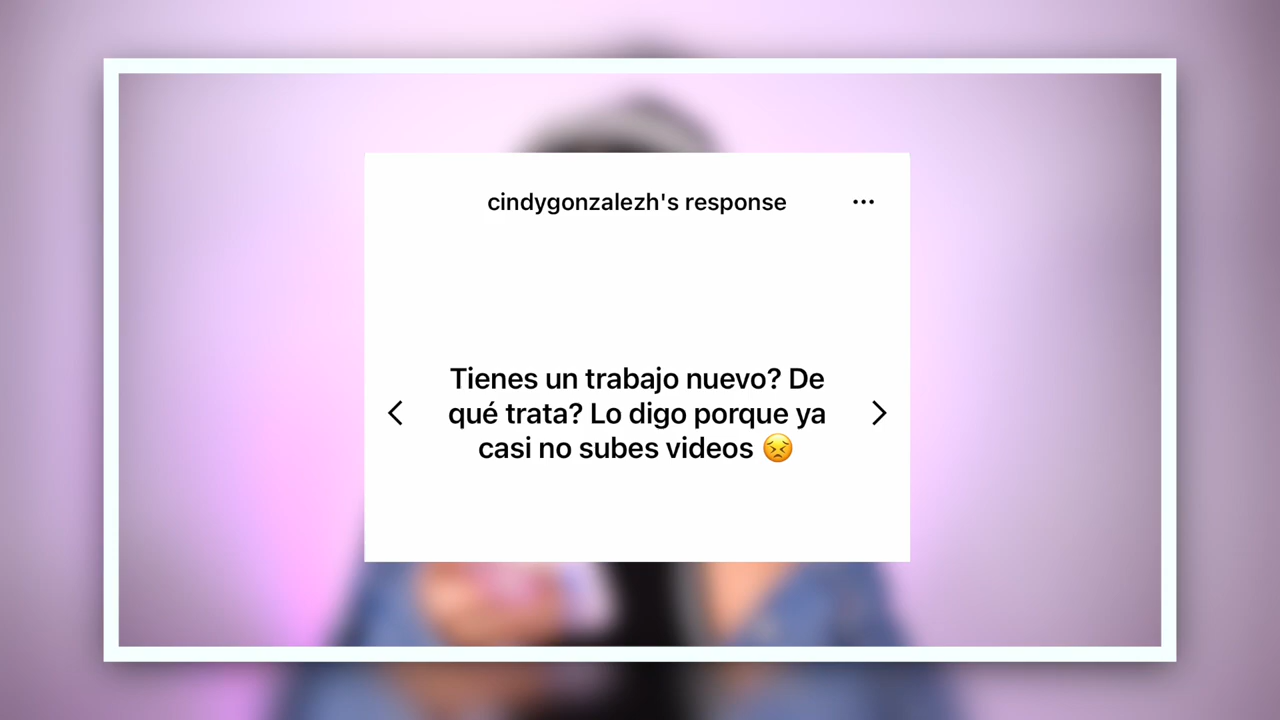 cindygonzalezh's response
Tienes un trabajo nuevo? De
qué trata? Lo digo porque ya
casi no subes videos 😣